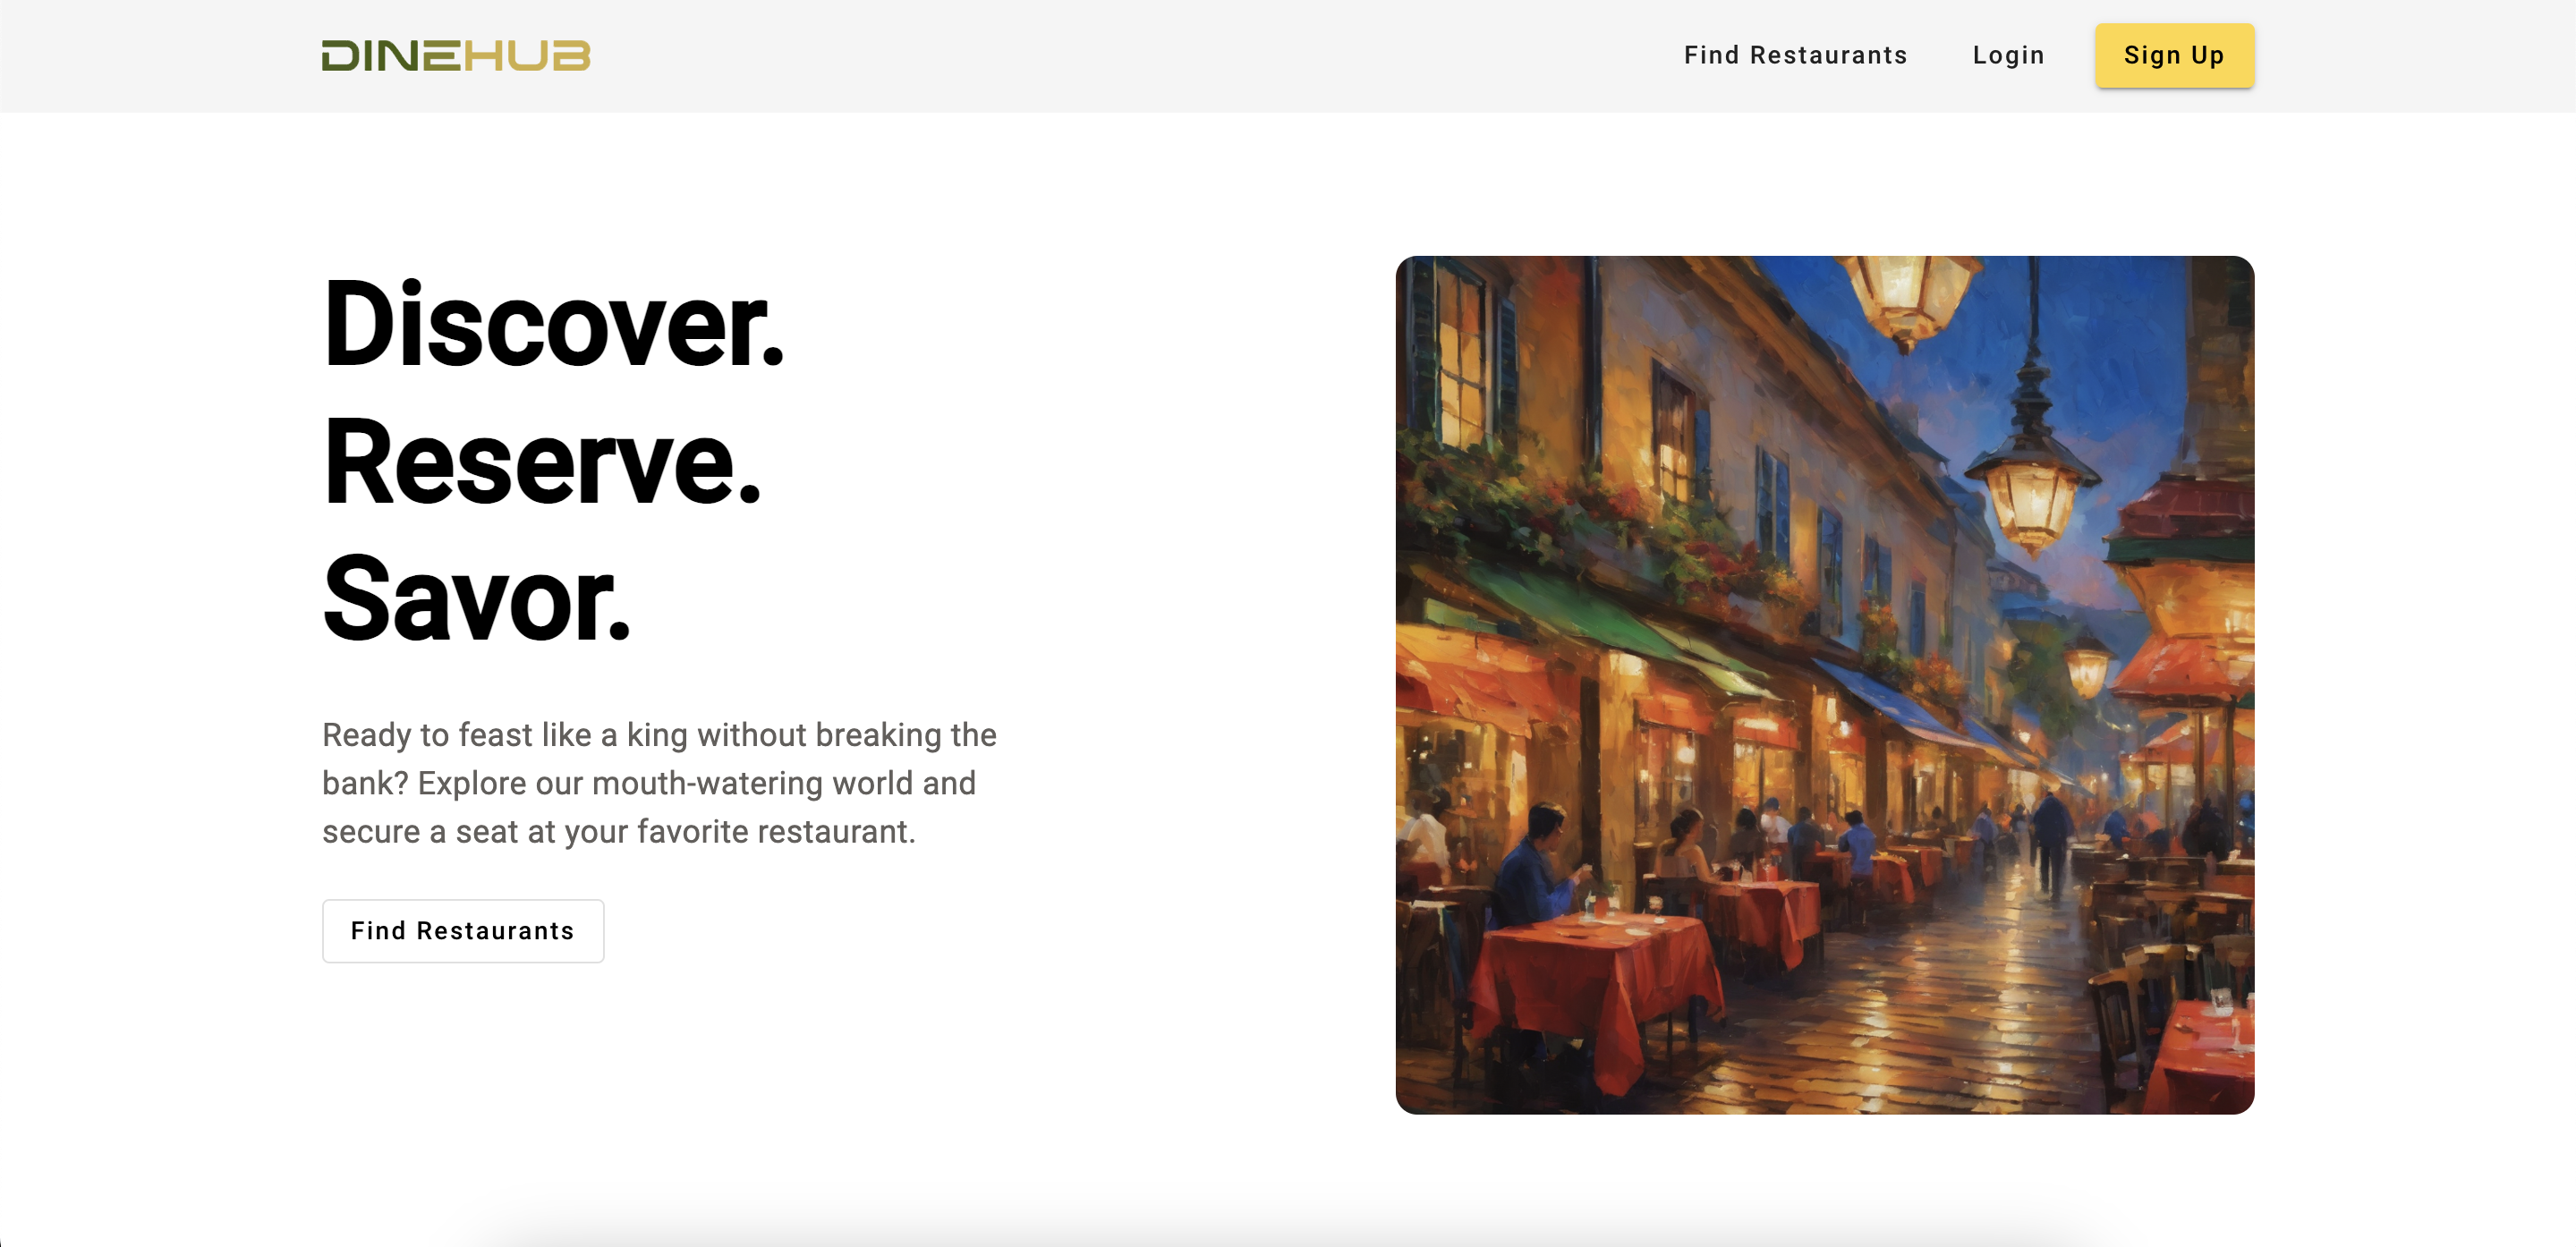 DINEHUB
Find Restaurants
Login
Sign Up
Discover.
Reserve.
Savor.
Ready to feast like a king without breaking the
bank? Explore our mouth-watering world and
secure a seat at your favorite restaurant.
Find Restaurants